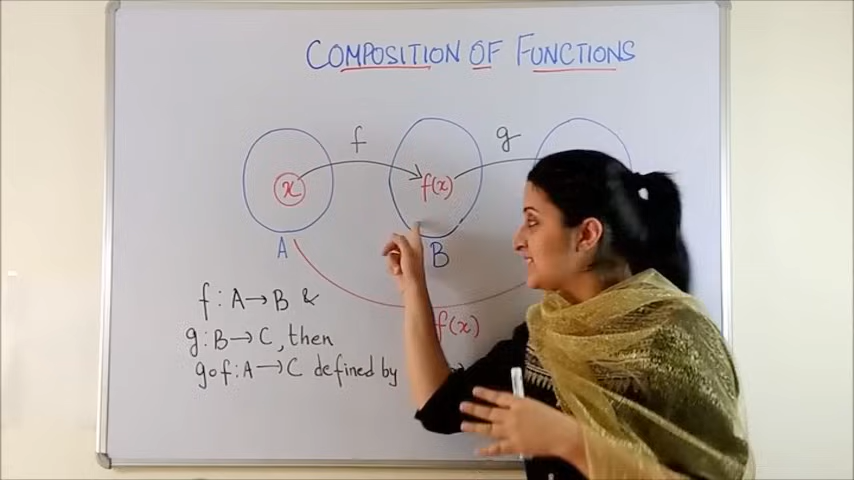 COMPOSITION OF FUNCTIONS
f g
x f(x)
A B
f(x)
f : A → B &
g : B → C , then
gof : A → C defined by